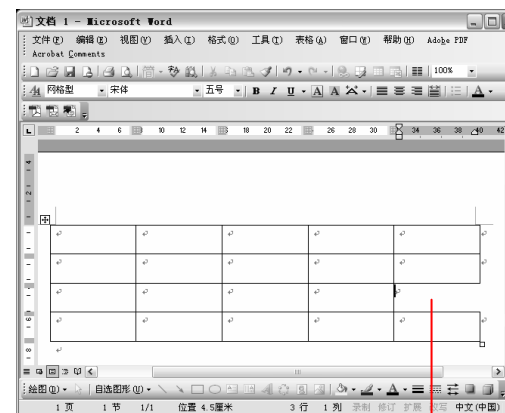 文档 1 - Microsoft Word
文件(F) 编辑(E) 视图(V) 插入(I) 格式(O) 工具(T) 表格(A) 窗口(W) 帮助(H) Adobe PDF
Acrobat Comments
100%
网格型 宋体 五号 B I U A A A
L 2 4 6 10 12 14 18 20 22 26 28 30 34 36 38 40 42
绘图(D) 自选图形(U) A
1 页 1 节 1/1 位置 4.5厘米 3 行 1 列 录制 修订 扩展 改写 中文(中国)